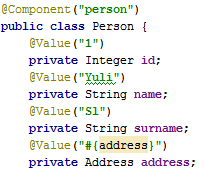 @Component("person")
public class Person {
@Value("1")
private Integer id;
@Value("Yuli")
private String name;
@Value("Sl")
private String surname;
@Value("#{address}")
private Address address;